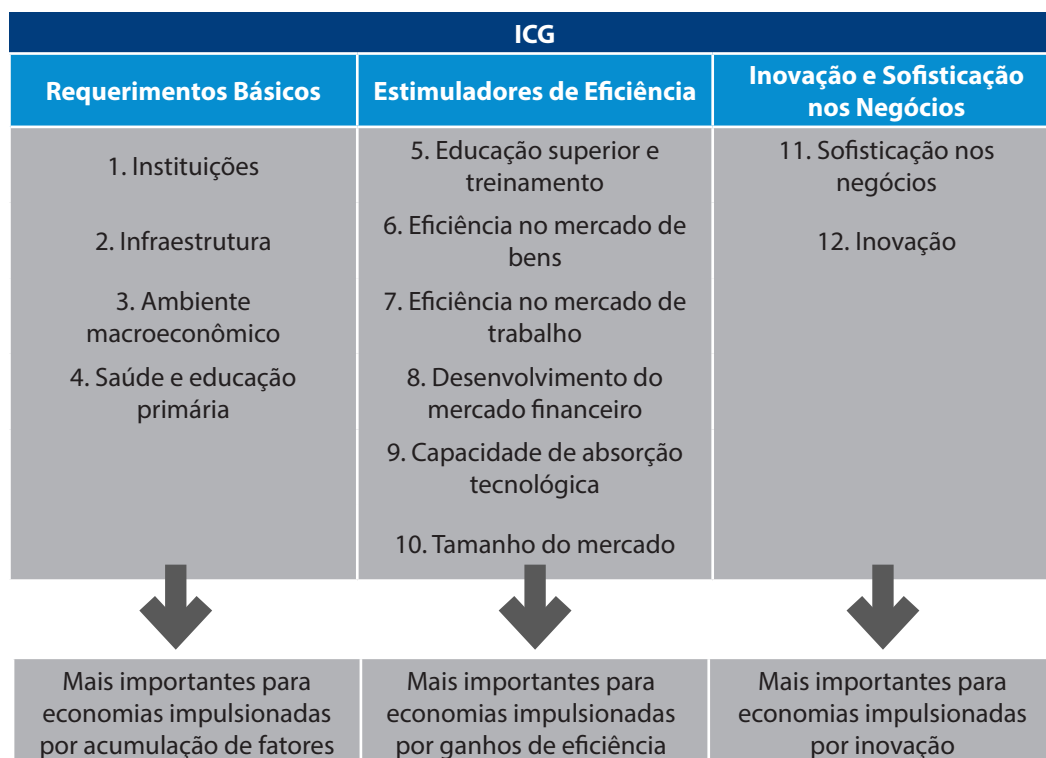 ICG
Requerimentos Básicos
Estimuladores de Eficiência
Inovação e Sofisticação
nos Negócios
1. Instituições
5. Educação superior e
treinamento
11. Sofisticação nos
negócios
2. Infraestrutura
6. Eficiência no mercado de
bens
12. Inovação
3. Ambiente
macroeconômico
7. Eficiência no mercado de
trabalho
4. Saúde e educação
primária
8. Desenvolvimento do
mercado financeiro
9. Capacidade de absorção
tecnológica
10. Tamanho do mercado
Mais importantes para
economias impulsionadas
por acumulação de fatores
Mais importantes para
economias impulsionadas
por ganhos de eficiência
Mais importantes para
economias impulsionadas
por inovação